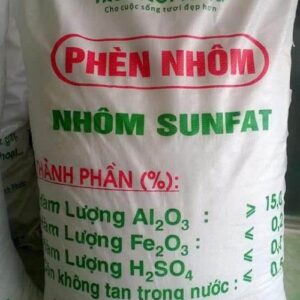 Cho cuộc sống tươi đẹp hơn
PHÈN NHÔM
NHÔM SUNFAT
THÀNH PHẦN (%):
Hàm Lượng Al₂O₃ : ≥
Hàm Lượng Fe₂O₃ : ≤
Hàm Lượng H₂SO₄ : ≤
không tan trong nước : ≤